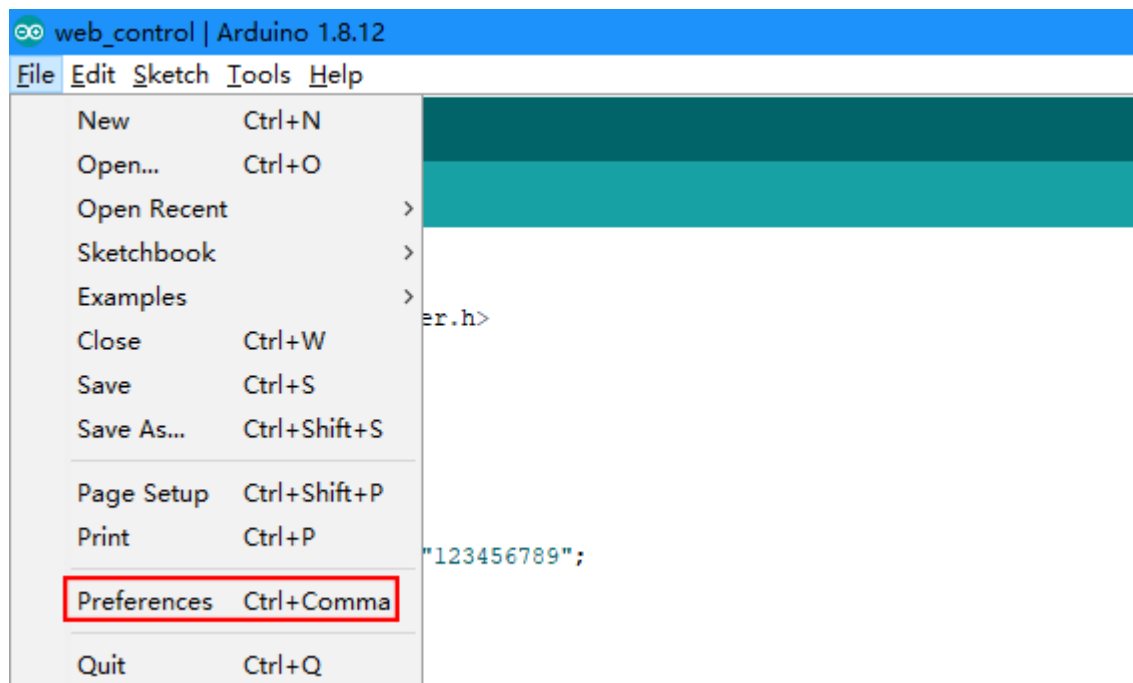 web_control | Arduino 1.8.12
File Edit Sketch Tools Help
New Ctrl+N
Open... Ctrl+O
Open Recent >
Sketchbook >
Examples >
er.h>
Close Ctrl+W
Save Ctrl+S
Save As... Ctrl+Shift+S
Page Setup Ctrl+Shift+P
Print Ctrl+P
"123456789";
Preferences Ctrl+Comma
Quit Ctrl+Q